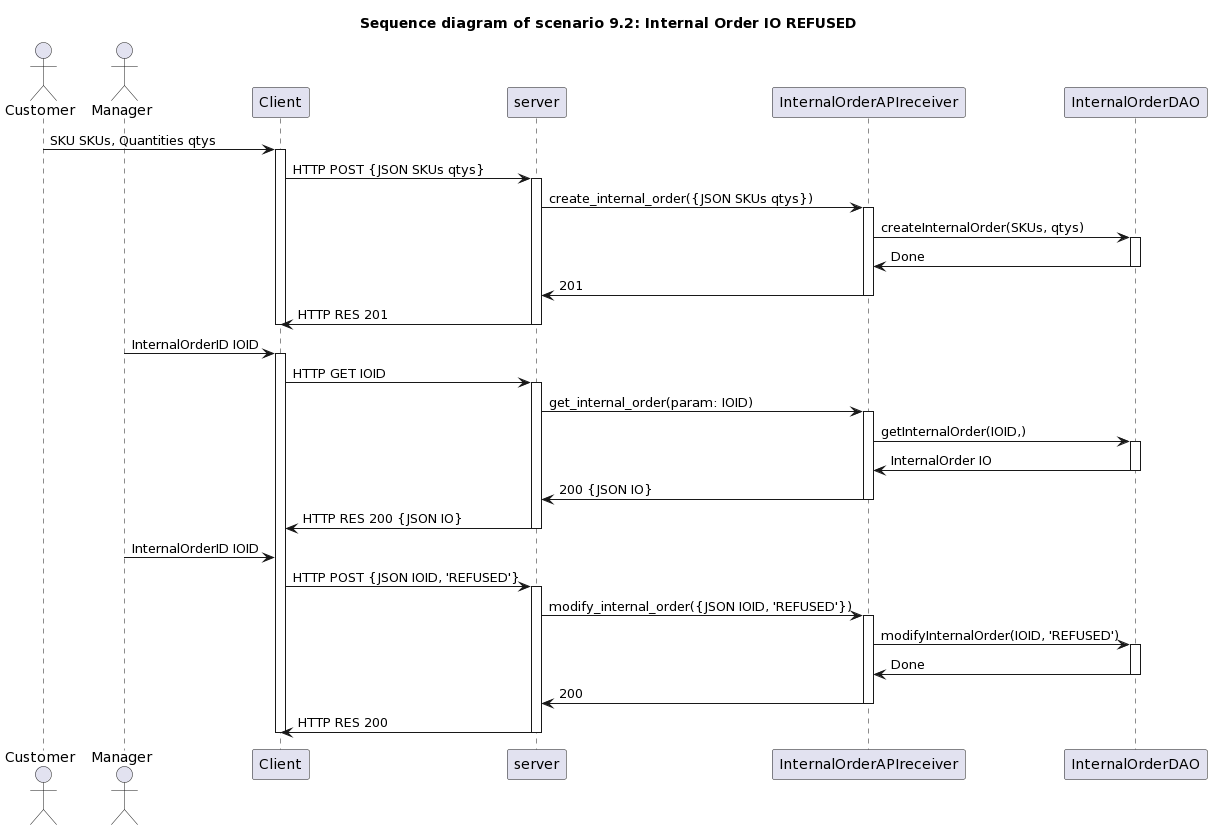 Sequence diagram of scenario 9.2: Internal Order IO REFUSED
Customer
Manager
Client
server
InternalOrderAPIreceiver
InternalOrderDAO
SKU SKUs, Quantities qtys
HTTP POST {JSON SKUs qtys}
create_internal_order({JSON SKUs qtys})
createInternalOrder(SKUs, qtys)
Done
201
HTTP RES 201
InternalOrderID IOID
HTTP GET IOID
get_internal_order(param: IOID)
getInternalOrder(IOID,)
InternalOrder IO
200 {JSON IO}
HTTP RES 200 {JSON IO}
InternalOrderID IOID
HTTP POST {JSON IOID, 'REFUSED'}
modify_internal_order({JSON IOID, 'REFUSED'})
modifyInternalOrder(IOID, 'REFUSED')
Done
200
HTTP RES 200
Customer
Manager
Client
server
InternalOrderAPIreceiver
InternalOrderDAO